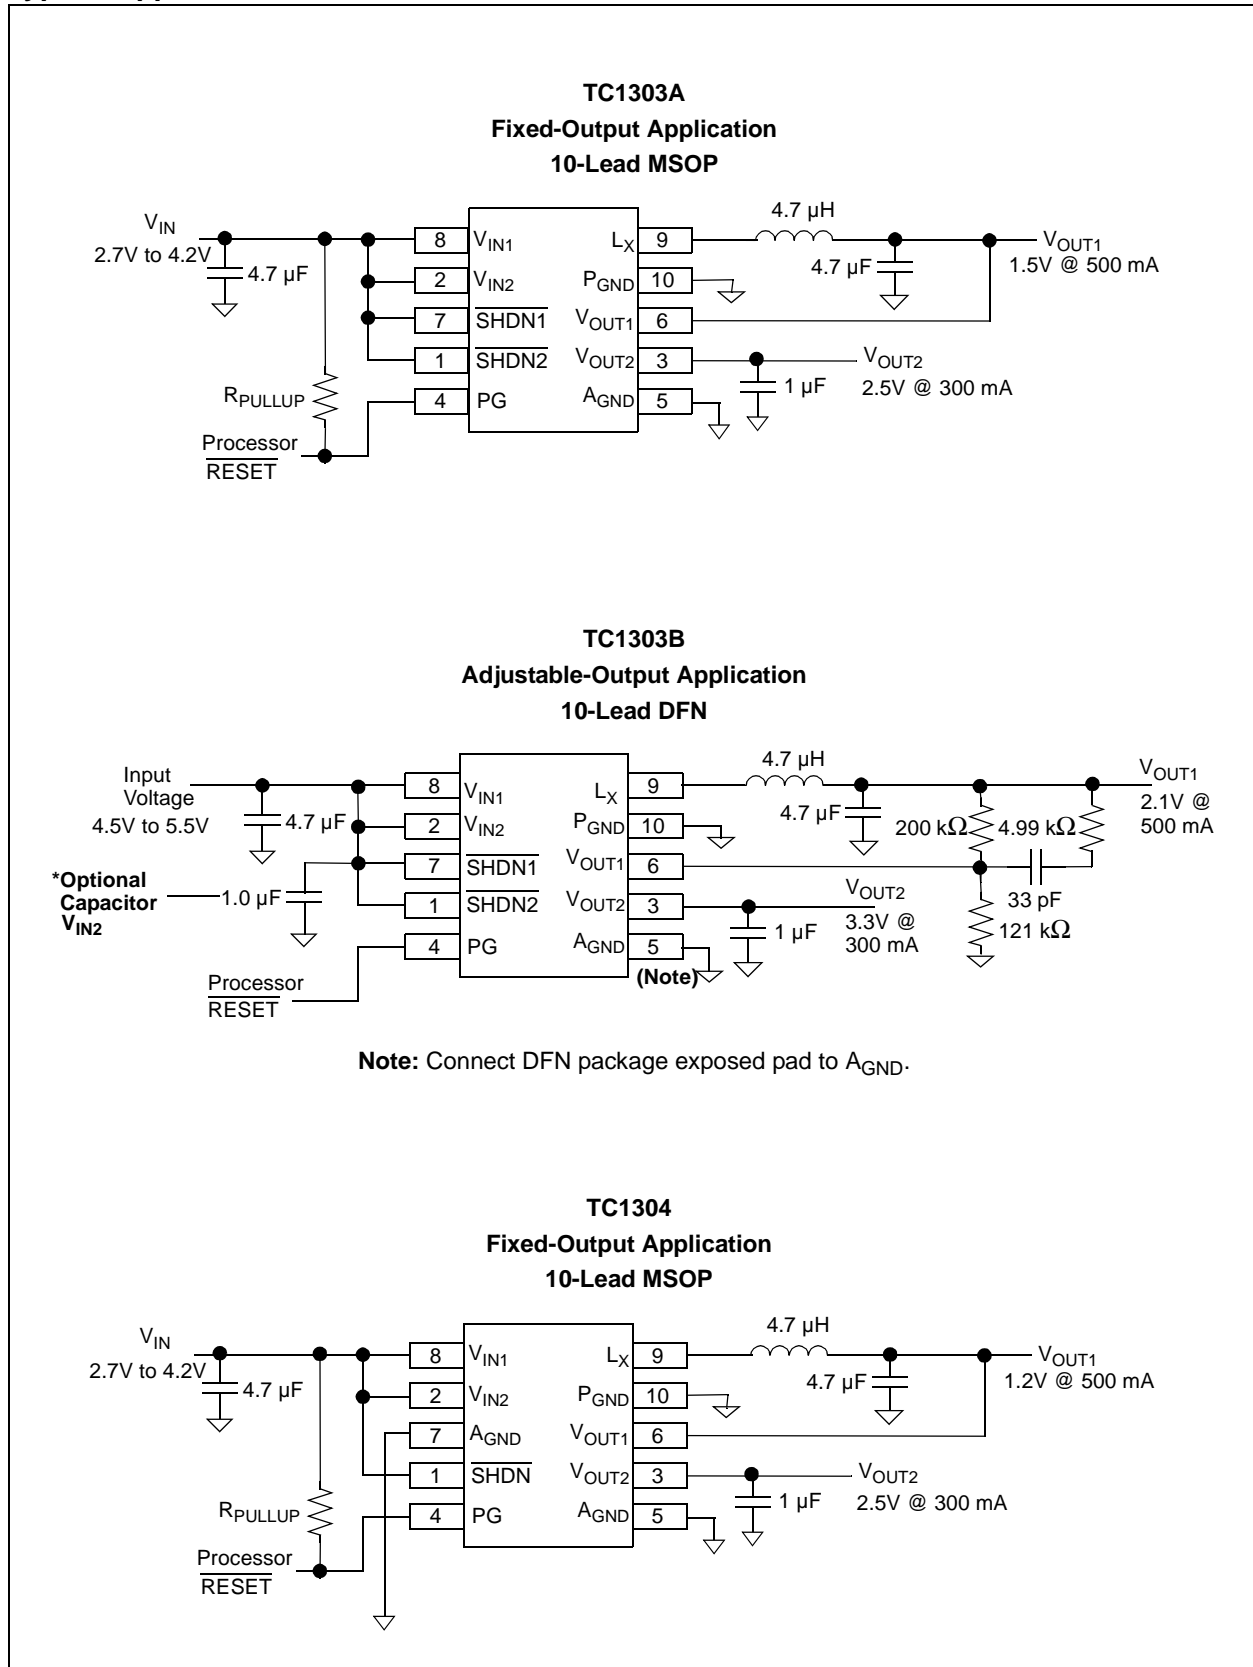 TC1303A
Fixed-Output Application
10-Lead MSOP
VIN
2.7V to 4.2V
4.7 µF
8 VIN1
2 VIN2
7 SHDN1
1 SHDN2
4 PG
LX 9
PGND 10
VOUT1 6
VOUT2 3
AGND 5
4.7 µH
4.7 µF
VOUT1
1.5V @ 500 mA
VOUT2
2.5V @ 300 mA
1 µF
RPULLUP
Processor
RESET
TC1303B
Adjustable-Output Application
10-Lead DFN
Input
Voltage
4.5V to 5.5V
4.7 µF
*Optional
Capacitor
VIN2
1.0 µF
8 VIN1
2 VIN2
7 SHDN1
1 SHDN2
4 PG
LX 9
PGND 10
VOUT1 6
VOUT2 3
AGND 5
(Note)
4.7 µH
4.7 µF
200 kΩ
4.99 kΩ
33 pF
121 kΩ
VOUT1
2.1V @
500 mA
VOUT2
3.3V @
300 mA
1 µF
Processor
RESET
Note: Connect DFN package exposed pad to AGND.
TC1304
Fixed-Output Application
10-Lead MSOP
VIN
2.7V to 4.2V
4.7 µF
8 VIN1
2 VIN2
7 AGND
1 SHDN
4 PG
LX 9
PGND 10
VOUT1 6
VOUT2 3
AGND 5
4.7 µH
4.7 µF
VOUT1
1.2V @ 500 mA
VOUT2
2.5V @ 300 mA
1 µF
RPULLUP
Processor
RESET